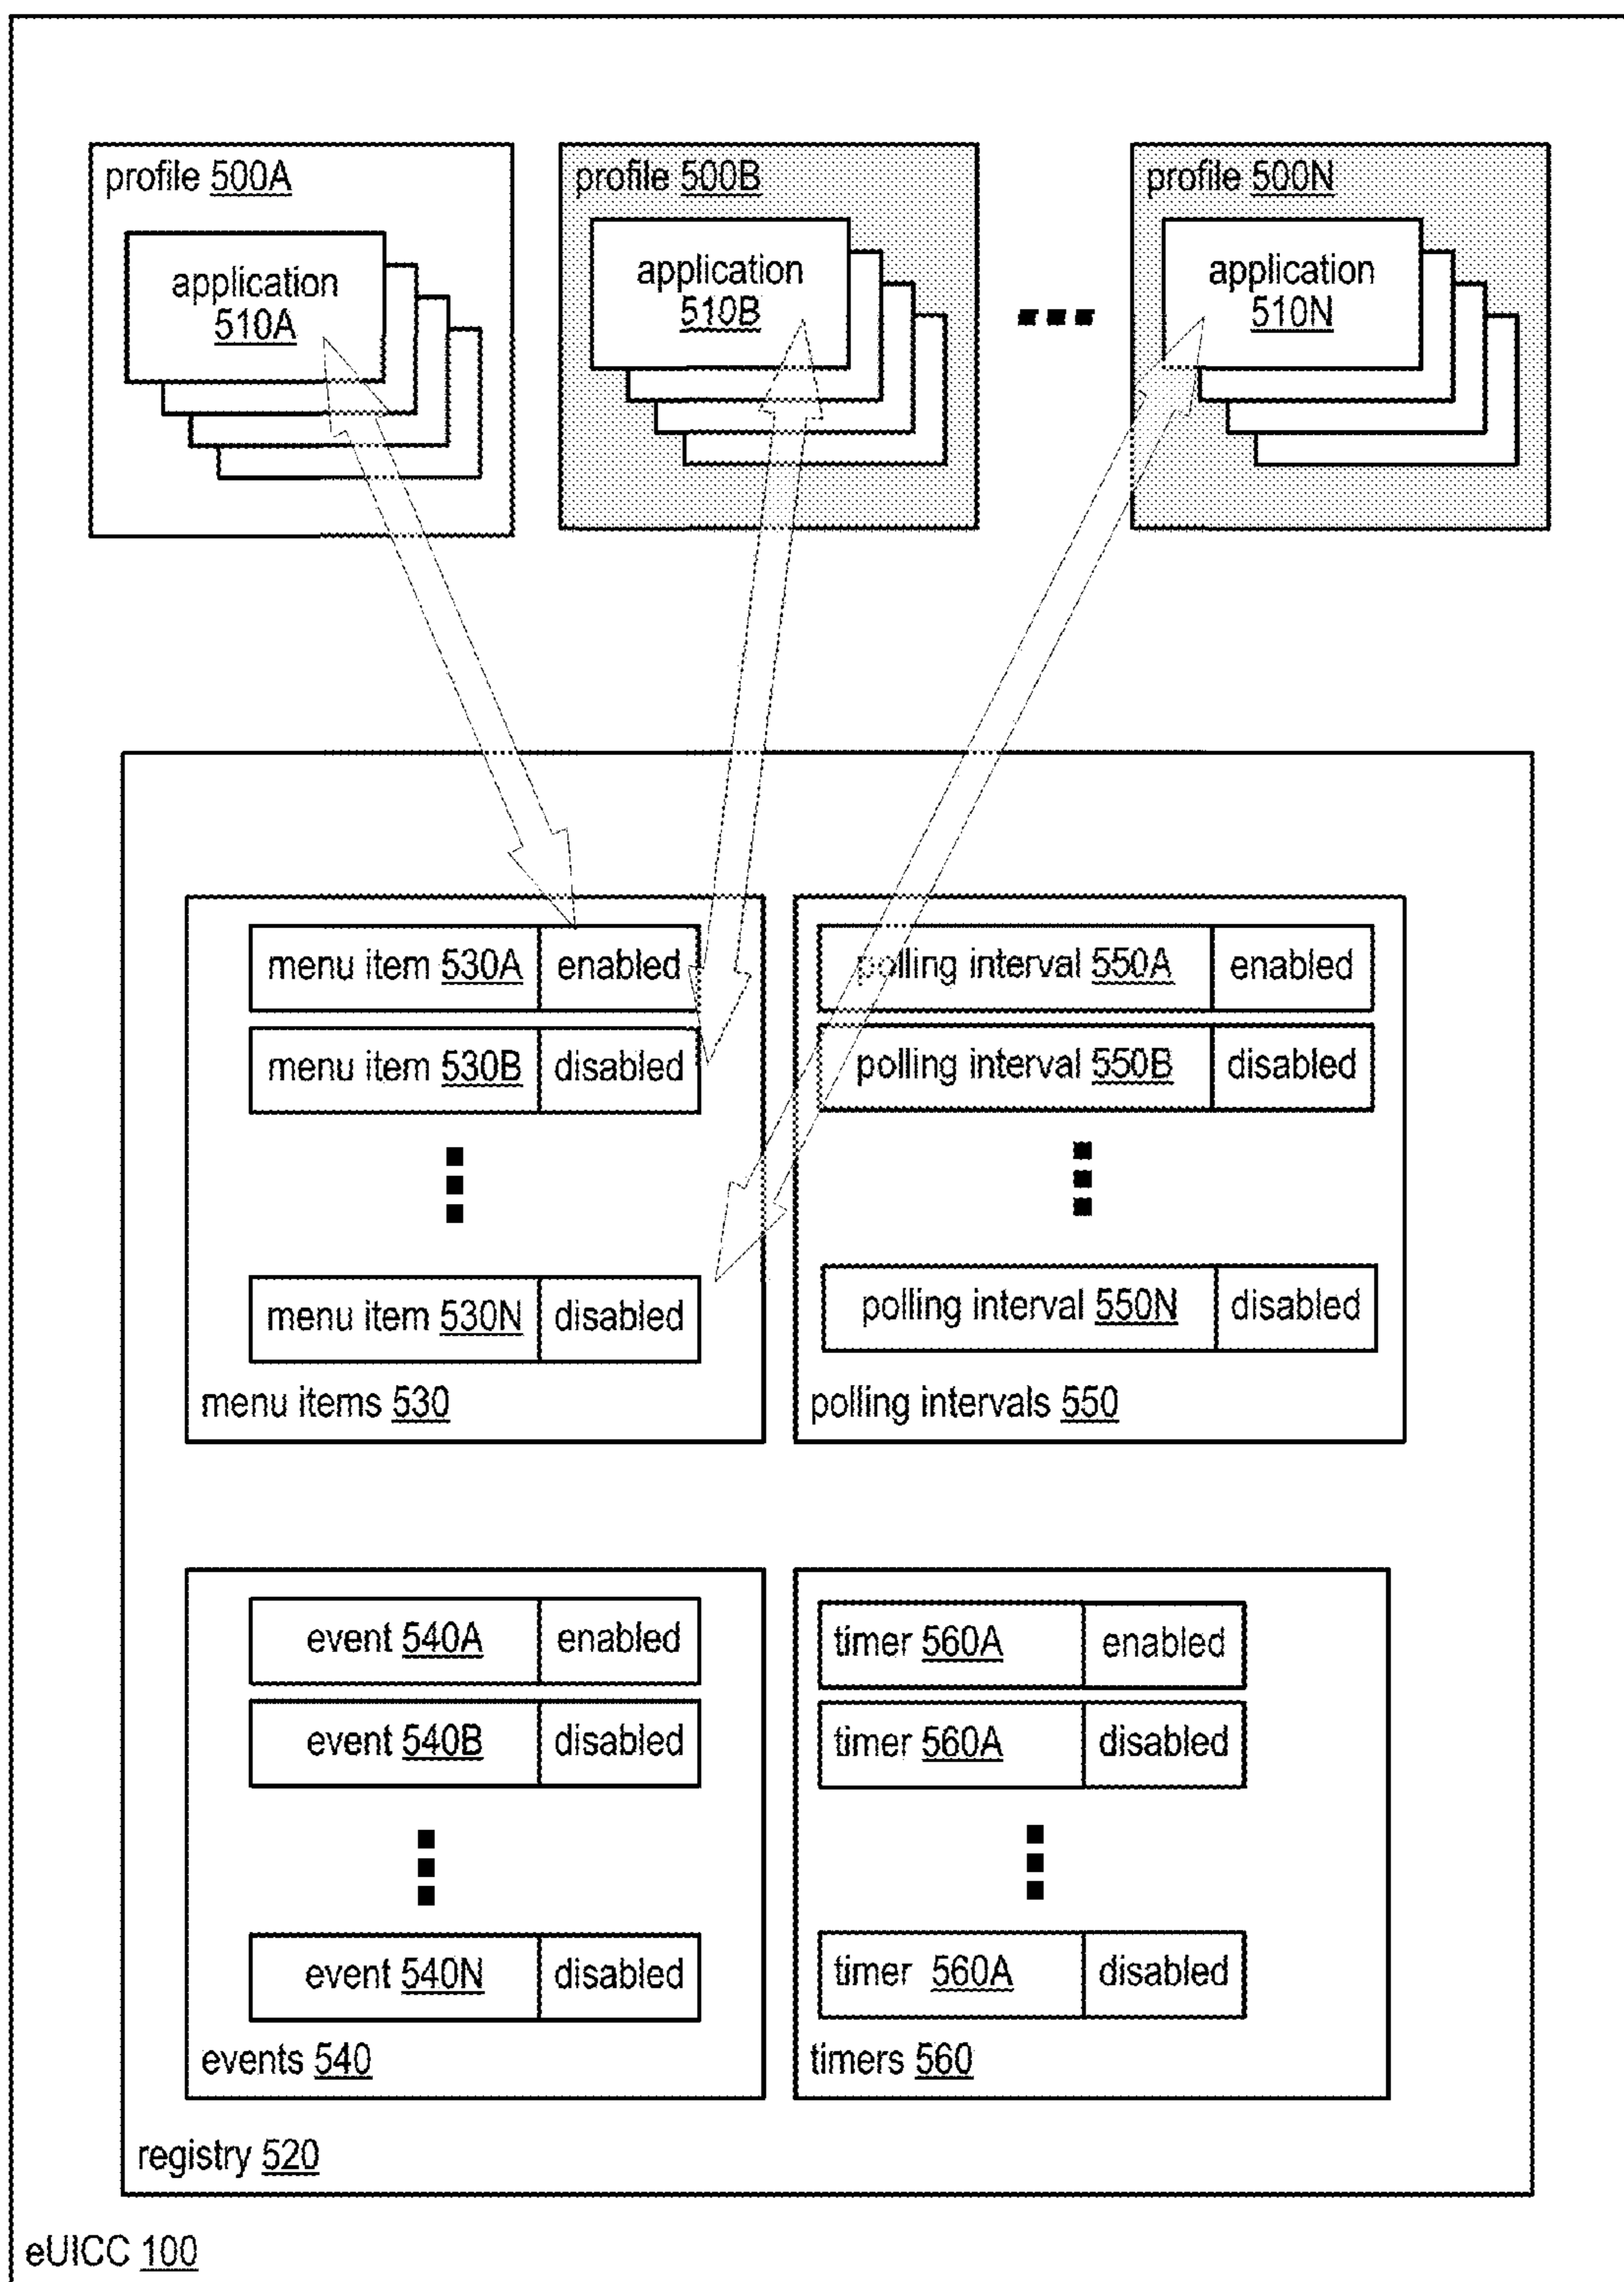 profile 500A
application
510A
profile 500B
application
510B
profile 500N
application
510N
menu item 530A enabled
menu item 530B disabled
menu item 530N disabled
menu items 530
polling interval 550A enabled
polling interval 550B disabled
polling interval 550N disabled
polling intervals 550
event 540A enabled
event 540B disabled
event 540N disabled
events 540
timer 560A enabled
timer 560A disabled
timer 560A disabled
timers 560
registry 520
eUICC 100